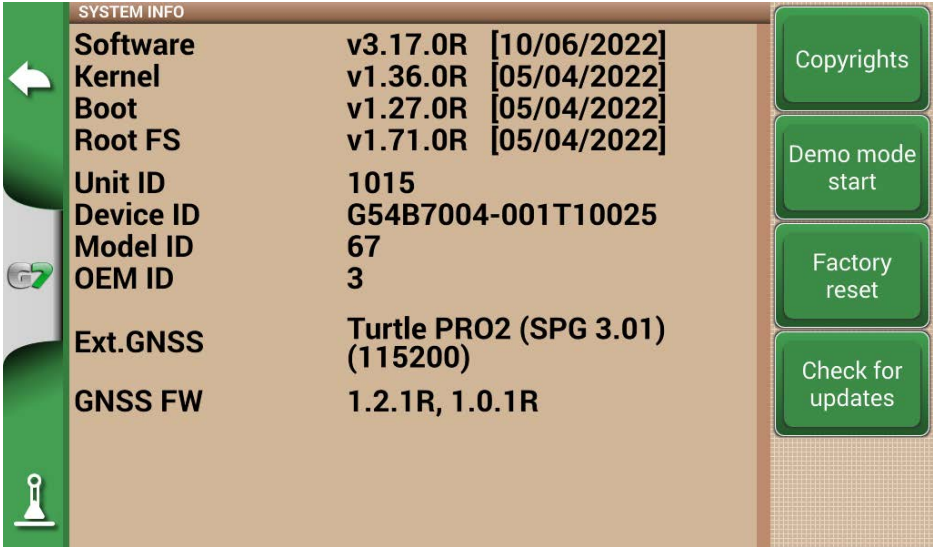 SYSTEM INFO
Software v3.17.0R [10/06/2022]
Kernel v1.36.0R [05/04/2022]
Boot v1.27.0R [05/04/2022]
Root FS v1.71.0R [05/04/2022]
Unit ID 1015
Device ID G54B7004-001T10025
Model ID 67
OEM ID 3
Ext.GNSS Turtle PRO2 (SPG 3.01)
(115200)
GNSS FW 1.2.1R, 1.0.1R
G7
Copyrights
Demo mode
start
Factory
reset
Check for
updates